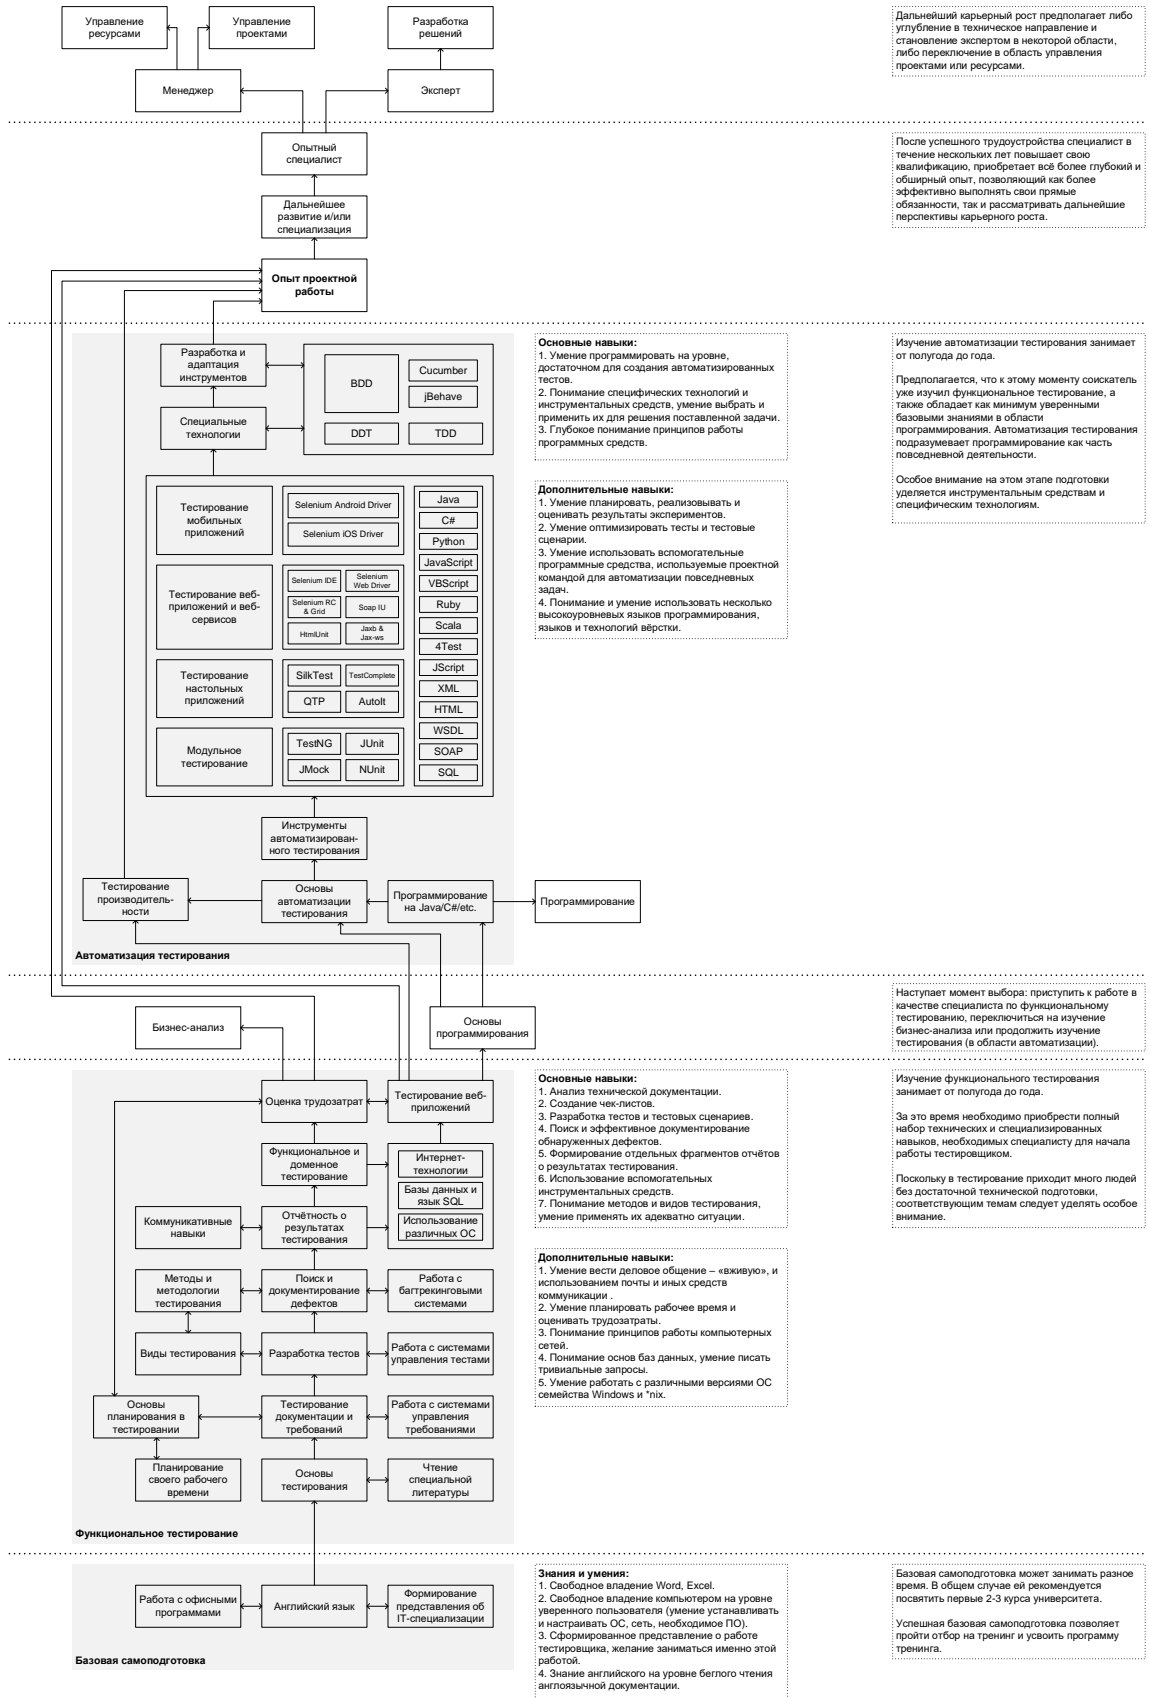 Управление
ресурсами
Управление
проектами
Разработка
решений
Дальнейший карьерный рост предполагает либо
углубление в техническое направление и
становление экспертом в некоторой области,
либо переключение в область управления
проектами или ресурсами.
Менеджер
Эксперт
Опытный
специалист
После успешного трудоустройства специалист в
течение нескольких лет повышает свою
квалификацию, приобретает всё более глубокий и
обширный опыт, позволяющий как более
эффективно выполнять свои прямые
обязанности, так и рассматривать дальнейшие
перспективы карьерного роста.
Дальнейшее
развитие и/или
специализация
Опыт проектной
работы
Разработка и
адаптация
инструментов
BDD
Cucumber
jBehave
Специальные
технологии
DDT
TDD
Основные навыки:
1. Умение программировать на уровне,
достаточном для создания автоматизированных
тестов.
2. Понимание специфических технологий и
инструментальных средств, умение выбрать и
применить их для решения поставленной задачи.
3. Глубокое понимание принципов работы
программных средств.
Изучение автоматизации тестирования занимает
от полугода до года.
Предполагается, что к этому моменту соискатель
уже изучил функциональное тестирование, а
также обладает как минимум уверенными
базовыми знаниями в области
программирования. Автоматизация тестирования
подразумевает программирование как часть
повседневной деятельности.
Особое внимание на этом этапе подготовки
уделяется инструментальным средствам и
специфическим технологиям.
Тестирование
мобильных
приложений
Selenium Android Driver
Selenium iOS Driver
Тестирование веб-
приложений и веб-
сервисов
Selenium IDE
Selenium
Web Driver
Selenium RC
& Grid
Soap IU
HtmlUnit
Jaxb &
Jax-ws
Тестирование
настольных
приложений
SilkTest
TestComplete
QTP
AutoIt
Модульное
тестирование
TestNG
JUnit
JMock
NUnit
Java
C#
Python
JavaScript
VBScript
Ruby
Scala
4Test
JScript
XML
HTML
WSDL
SOAP
SQL
Дополнительные навыки:
1. Умение планировать, реализовывать и
оценивать результаты экспериментов.
2. Умение оптимизировать тесты и тестовые
сценарии.
3. Умение использовать вспомогательные
программные средства, используемые проектной
командой для автоматизации повседневных
задач.
4. Понимание и умение использовать несколько
высокоуровневых языков программирования,
языков и технологий вёрстки.
Инструменты
автоматизирован-
ного тестирования
Тестирование
производитель-
ности
Основы
автоматизации
тестирования
Программирование
на Java/C#/etc.
Программирование
Автоматизация тестирования
Бизнес-анализ
Основы
программирования
Наступает момент выбора: приступить к работе в
качестве специалиста по функциональному
тестированию, переключиться на изучение
бизнес-анализа или продолжить изучение
тестирования (в области автоматизации).
Оценка трудозатрат
Тестирование веб-
приложений
Функциональное и
доменное
тестирование
Интернет-
технологии
Базы данных и
язык SQL
Использование
различных ОС
Коммуникативные
навыки
Отчётность о
результатах
тестирования
Методы и
методологии
тестирования
Поиск и
документирование
дефектов
Работа с
багтрекинговыми
системами
Виды тестирования
Разработка тестов
Работа с системами
управления тестами
Основы
планирования в
тестировании
Тестирование
документации и
требований
Работа с системами
управления
требованиями
Планирование
своего рабочего
времени
Основы
тестирования
Чтение
специальной
литературы
Функциональное тестирование
Основные навыки:
1. Анализ технической документации.
2. Создание чек-листов.
3. Разработка тестов и тестовых сценариев.
4. Поиск и эффективное документирование
обнаруженных дефектов.
5. Формирование отдельных фрагментов отчётов
о результатах тестирования.
6. Использование вспомогательных
инструментальных средств.
7. Понимание методов и видов тестирования,
умение применять их адекватно ситуации.
Дополнительные навыки:
1. Умение вести деловое общение – «вживую», и
использованием почты и иных средств
коммуникации .
2. Умение планировать рабочее время и
оценивать трудозатраты.
3. Понимание принципов работы компьютерных
сетей.
4. Понимание основ баз данных, умение писать
тривиальные запросы.
5. Умение работать с различными версиями ОС
семейства Windows и *nix.
Изучение функционального тестирования
занимает от полугода до года.
За это время необходимо приобрести полный
набор технических и специализированных
навыков, необходимых специалисту для начала
работы тестировщиком.
Поскольку в тестирование приходит много людей
без достаточной технической подготовки,
соответствующим темам следует уделять особое
внимание.
Работа с офисными
программами
Английский язык
Формирование
представления об
IT-специализации
Базовая самоподготовка
Знания и умения:
1. Свободное владение Word, Excel.
2. Свободное владение компьютером на уровне
уверенного пользователя (умение устанавливать
и настраивать ОС, сеть, необходимое ПО).
3. Сформированное представление о работе
тестировщика, желание заниматься именно этой
работой.
4. Знание английского на уровне беглого чтения
англоязычной документации.
Базовая самоподготовка может занимать разное
время. В общем случае ей рекомендуется
посвятить первые 2-3 курса университета.
Успешная базовая самоподготовка позволяет
пройти отбор на тренинг и усвоить программу
тренинга.